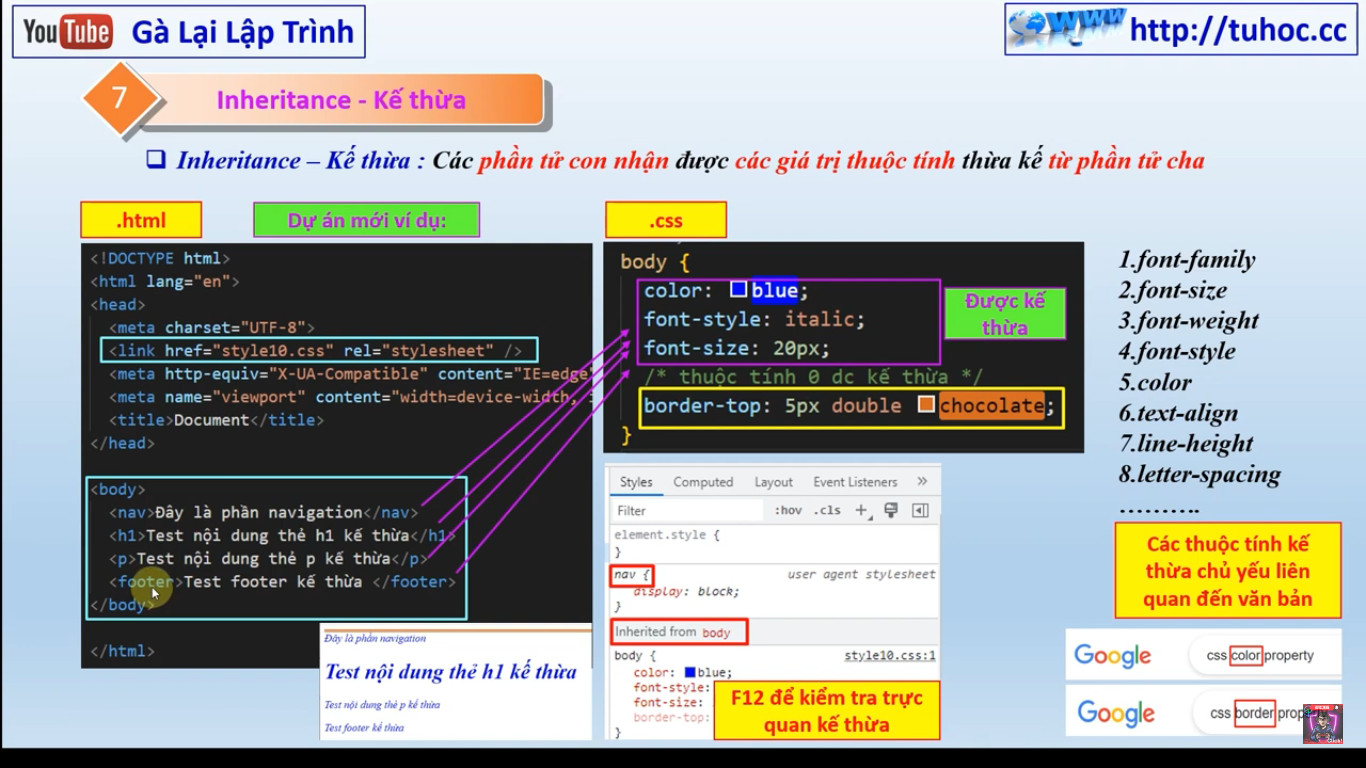 YouTube Gà Lại Lập Trình
http://tuhoc.cc
7
Inheritance - Kế thừa
Inheritance – Kế thừa : Các phần tử con nhận được các giá trị thuộc tính thừa kế từ phần tử cha
.html
Dự án mới ví dụ:
.css
<!DOCTYPE html>
<html lang="en">
<head>
<meta charset="UTF-8">
<link href="style10.css" rel="stylesheet" />
<meta http-equiv="X-UA-Compatible" content="IE=edge"
<meta name="viewport" content="width=device-width,
<title>Document</title>
</head>
<body>
<nav>Đây là phần navigation</nav>
<h1>Test nội dung thẻ h1 kế thừa</h1>
<p>Test nội dung thẻ p kế thừa</p>
<footer>Test footer kế thừa </footer>
</body>
</html>
Đây là phần navigation
Test nội dung thẻ h1 kế thừa
Test nội dung thẻ p kế thừa
Test footer kế thừa
body {
color: blue;
font-style: italic;
font-size: 20px;
/* thuộc tính 0 dc kế thừa */
border-top: 5px double chocolate;
}
Được kế
thừa
Styles Computed Layout Event Listeners »
Filter :hov .cls +
element.style {
}
nav { user agent stylesheet
display: block;
}
Inherited from body
body { style10.css:1
color: blue;
font-style:
font-size:
border-top:
}
F12 để kiểm tra trực
quan kế thừa
1.font-family
2.font-size
3.font-weight
4.font-style
5.color
6.text-align
7.line-height
8.letter-spacing
……….
Các thuộc tính kế
thừa chủ yếu liên
quan đến văn bản
Google css color property
Google css border